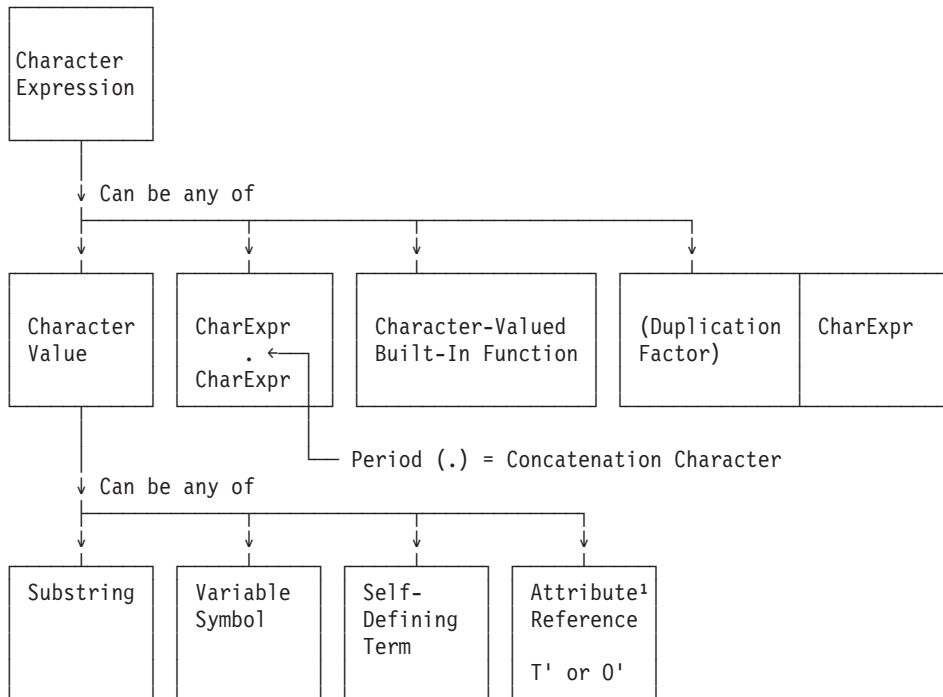 Character
Expression
Can be any of
Character
Value
CharExpr
.
CharExpr
Character-Valued
Built-In Function
(Duplication
Factor)
CharExpr
Period (.) = Concatenation Character
Can be any of
Substring
Variable
Symbol
Self-
Defining
Term
Attribute¹
Reference
T' or O'